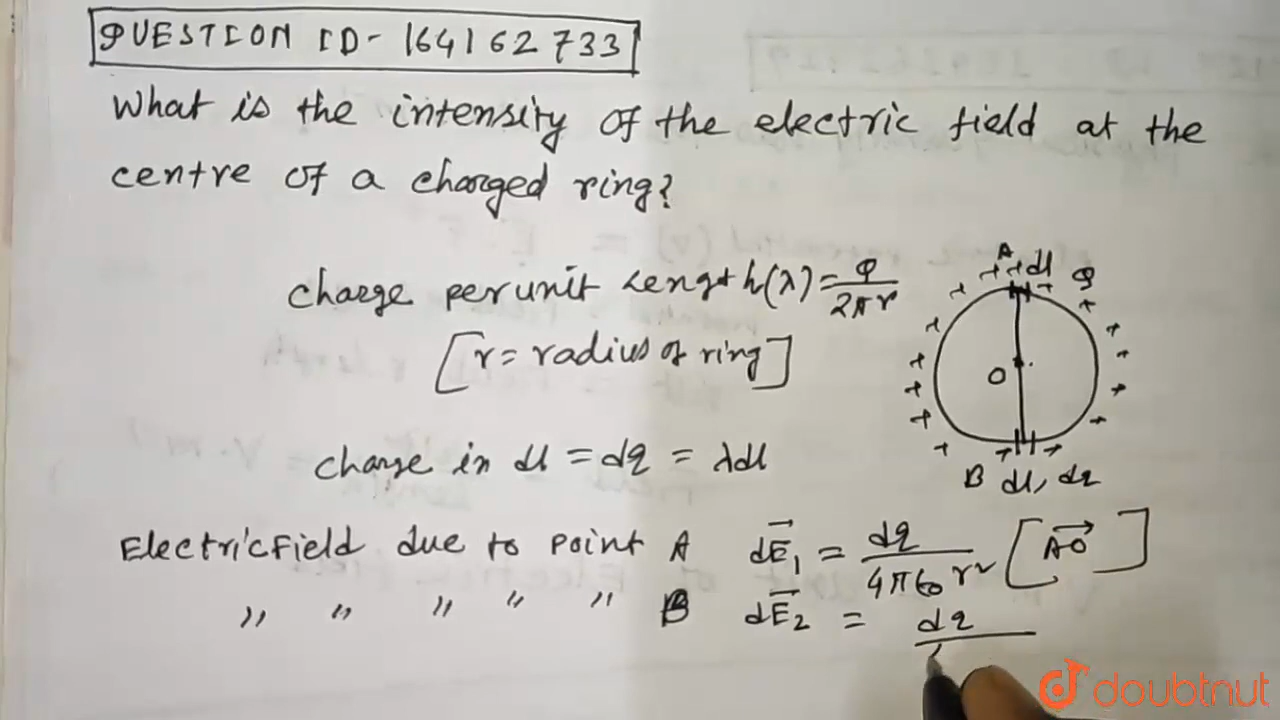 QUESTION ID- 164162733
What is the intensity of the electric field at the
centre of a charged ring?
charge per unit Length (λ) = Q/2πr
[r = radius of ring]
A dl Q
O
B dl, dq
charge in dl = dq = λdl
Electric Field due to point A dE₁⃗ = dq/4πε₀r² [AO⃗]
,, ,, ,, ,, ,, B dE₂⃗ = dq
doubtnut